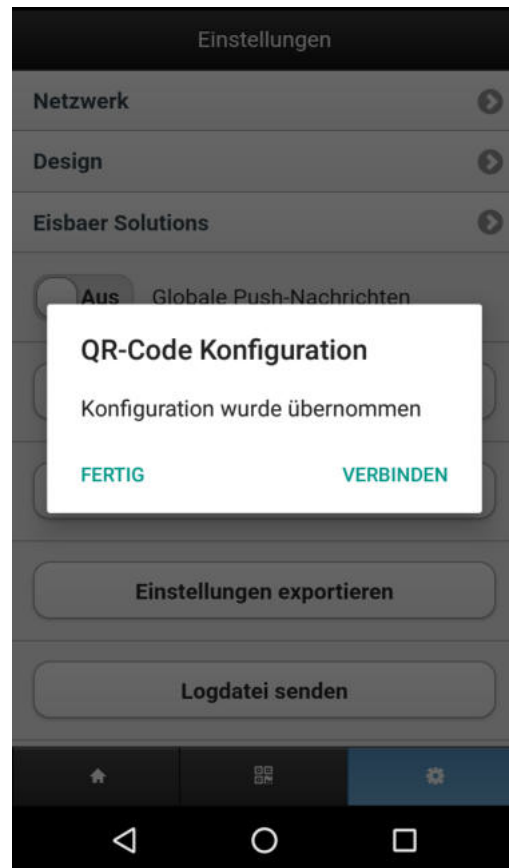 Einstellungen
Netzwerk
Design
Eisbaer Solutions
Aus Globale Push-Nachrichten
QR-Code Konfiguration
Konfiguration wurde übernommen
FERTIG VERBINDEN
Einstellungen exportieren
Logdatei senden